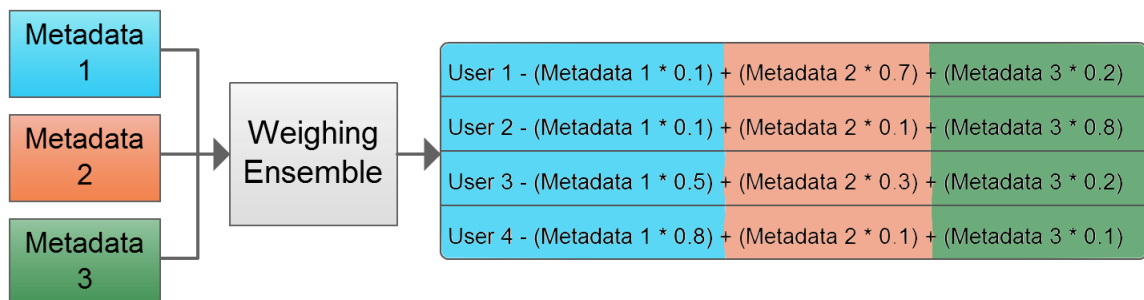 Metadata
1
Metadata
2
Metadata
3
Weighing
Ensemble
User 1 - (Metadata 1 * 0.1) + (Metadata 2 * 0.7) + (Metadata 3 * 0.2)
User 2 - (Metadata 1 * 0.1) + (Metadata 2 * 0.1) + (Metadata 3 * 0.8)
User 3 - (Metadata 1 * 0.5) + (Metadata 2 * 0.3) + (Metadata 3 * 0.2)
User 4 - (Metadata 1 * 0.8) + (Metadata 2 * 0.1) + (Metadata 3 * 0.1)